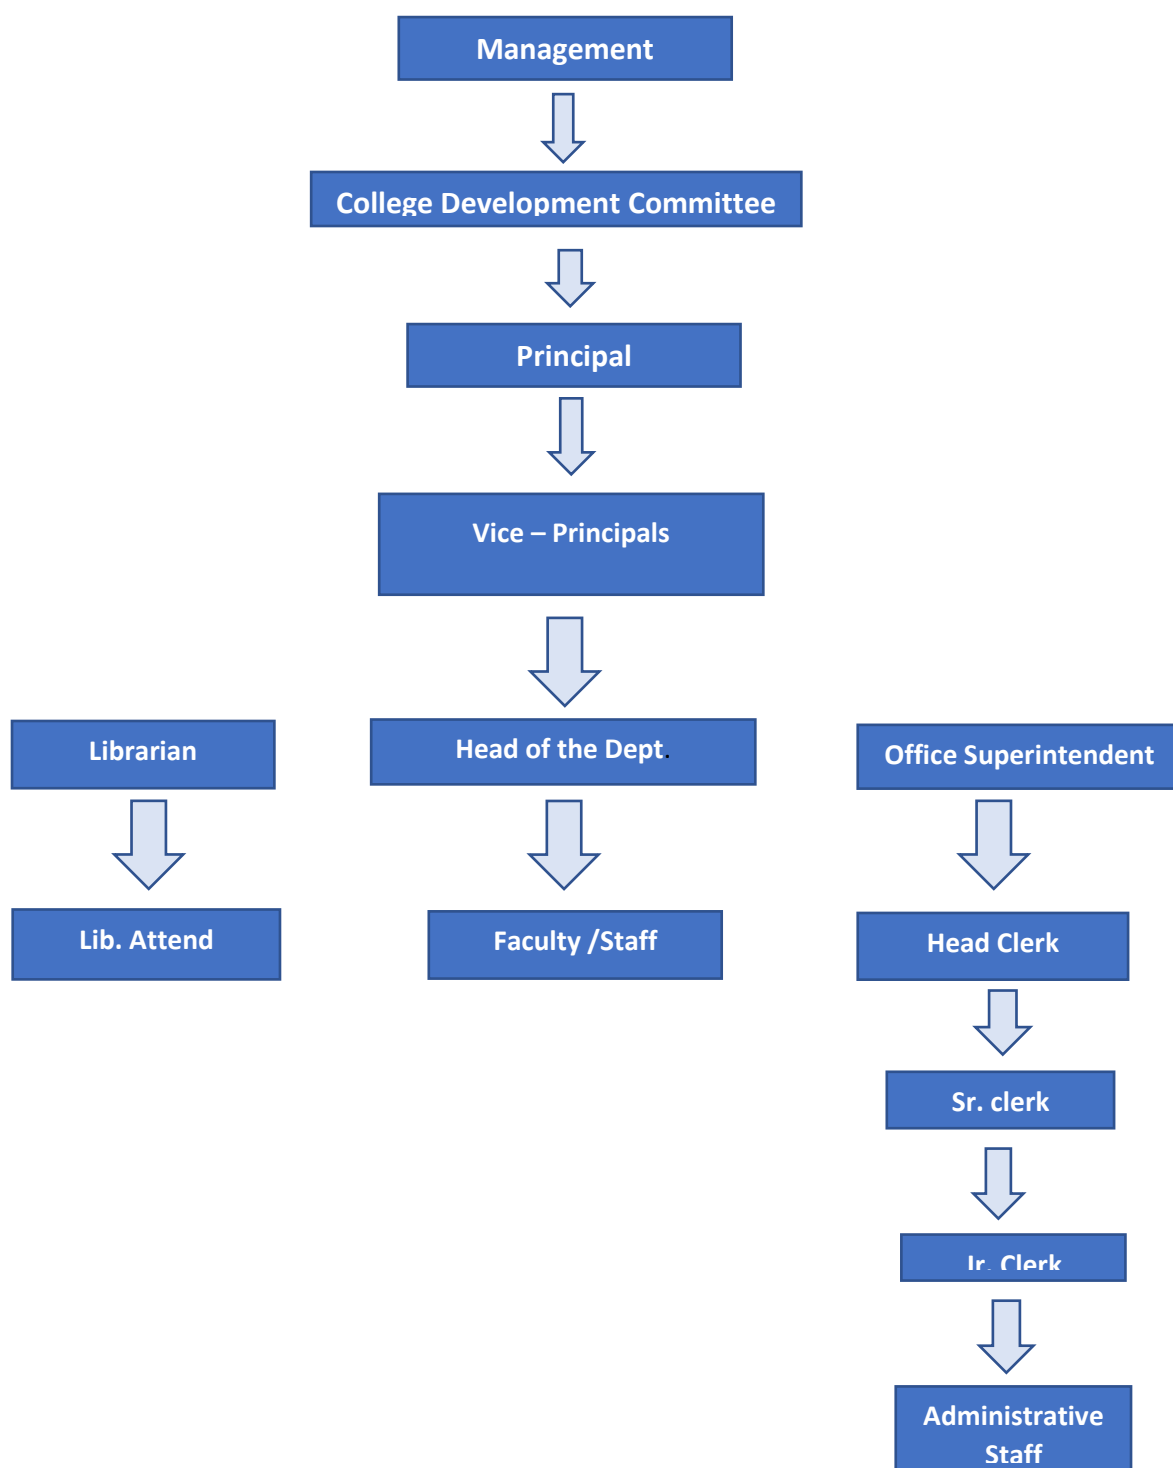 Management
College Development Committee
Principal
Vice – Principals
Librarian
Head of the Dept.
Office Superintendent
Lib. Attend
Faculty /Staff
Head Clerk
Sr. clerk
Jr. Clerk
Administrative
Staff